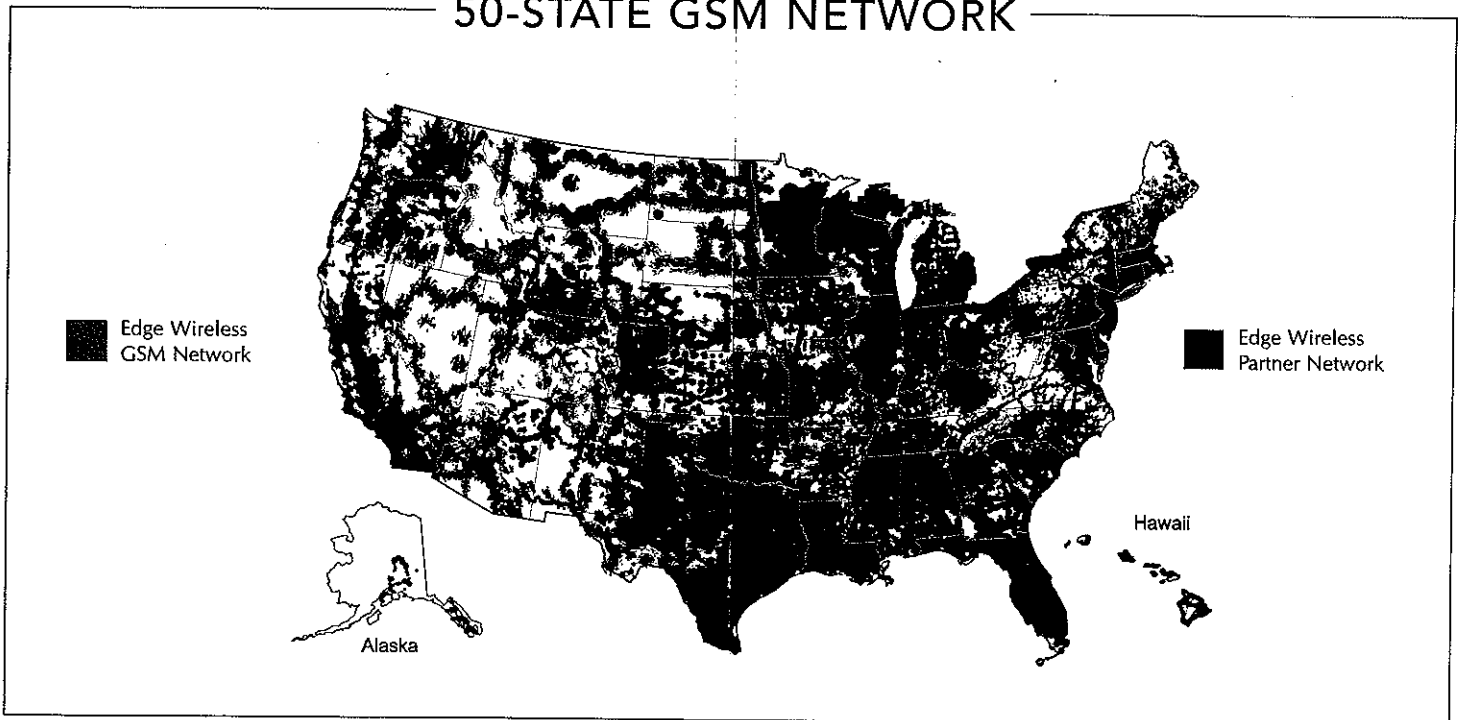 50-STATE GSM NETWORK
Edge Wireless
GSM Network
Edge Wireless
Partner Network
Hawaii
Alaska